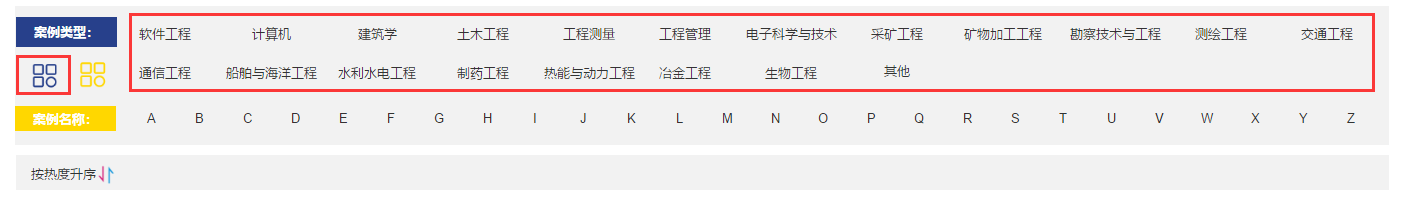 案例类型： 软件工程 计算机 建筑学 土木工程 工程测量 工程管理 电子科学与技术 采矿工程 矿物加工工程 勘察技术与工程 测绘工程 交通工程
通信工程 船舶与海洋工程 水利水电工程 制药工程 热能与动力工程 冶金工程 生物工程 其他
案例名称： A B C D E F G H I J K L M N O P Q R S T U V W X Y Z
按热度升序